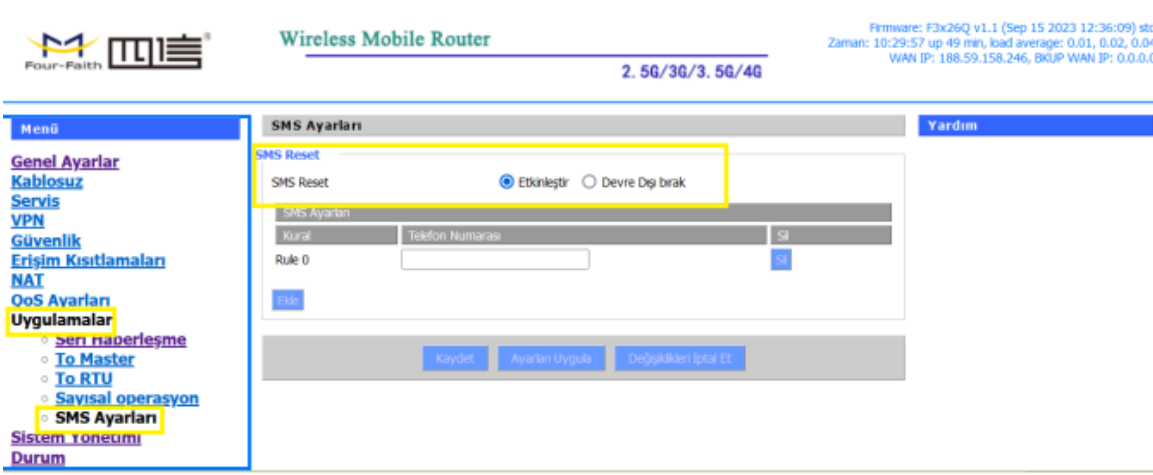 Four-Faith 四信
Wireless Mobile Router
2.5G/3G/3.5G/4G
Firmware: F3x26Q v1.1 (Sep 15 2023 12:36:09)
Zaman: 10:29:57 up 49 min, load average: 0.01, 0.02, 0.04
WAN IP: 188.59.158.246, BKUP WAN IP: 0.0.0.0
Menü
Genel Ayarlar
Kablosuz
Servis
VPN
Güvenlik
Erişim Kısıtlamaları
NAT
QoS Ayarları
Uygulamalar
Seri Haberleşme
To Master
To RTU
Sayısal operasyon
SMS Ayarları
Sistem Yönetimi
Durum
SMS Ayarları
SMS Reset
SMS Reset Etkinleştir Devre Dışı bırak
SMS Ayarları
Kural Telefon Numarası Sil
Rule 0 Sil
Ekle
Kaydet Ayarları Uygula Değişiklikleri İptal Et
Yardım